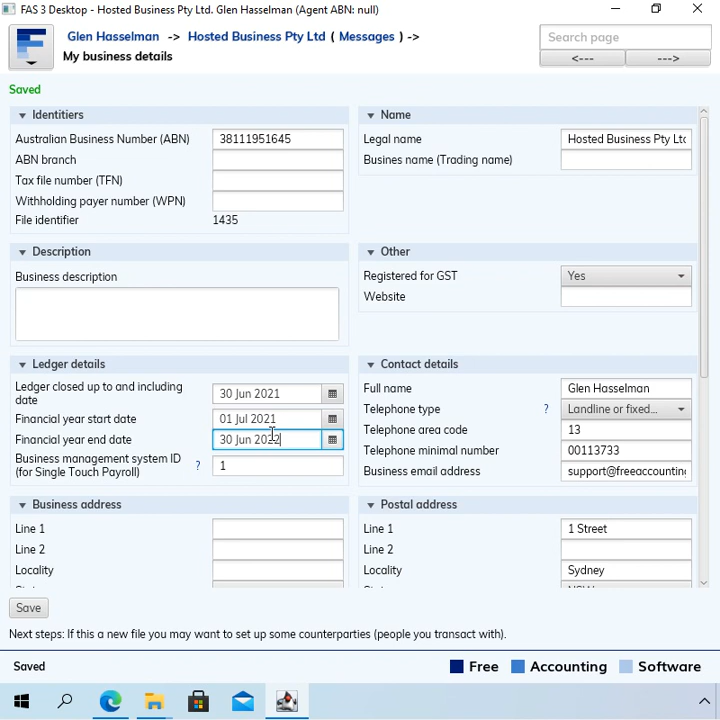 FAS 3 Desktop - Hosted Business Pty Ltd. Glen Hasselman (Agent ABN: null)
Glen Hasselman -> Hosted Business Pty Ltd ( Messages ) ->
My business details
Search page
<---
--->
Saved
Identitiers
Australian Business Number (ABN) 38111951645
ABN branch
Tax file number (TFN)
Withholding payer number (WPN)
File identifier 1435
Name
Legal name Hosted Business Pty Ltd
Busines name (Trading name)
Description
Business description
Other
Registered for GST Yes
Website
Ledger details
Ledger closed up to and including
date 30 Jun 2021
Financial year start date 01 Jul 2021
Financial year end date 30 Jun 2022
Business management system ID
(for Single Touch Payroll) ? 1
Contact details
Full name Glen Hasselman
Telephone type ? Landline or fixed...
Telephone area code 13
Telephone minimal number 00113733
Business email address support@freeaccounting
Business address
Line 1
Line 2
Locality
Postal address
Line 1 1 Street
Line 2
Locality Sydney
Save
Next steps: If this a new file you may want to set up some counterparties (people you transact with).
Saved
Free Accounting Software